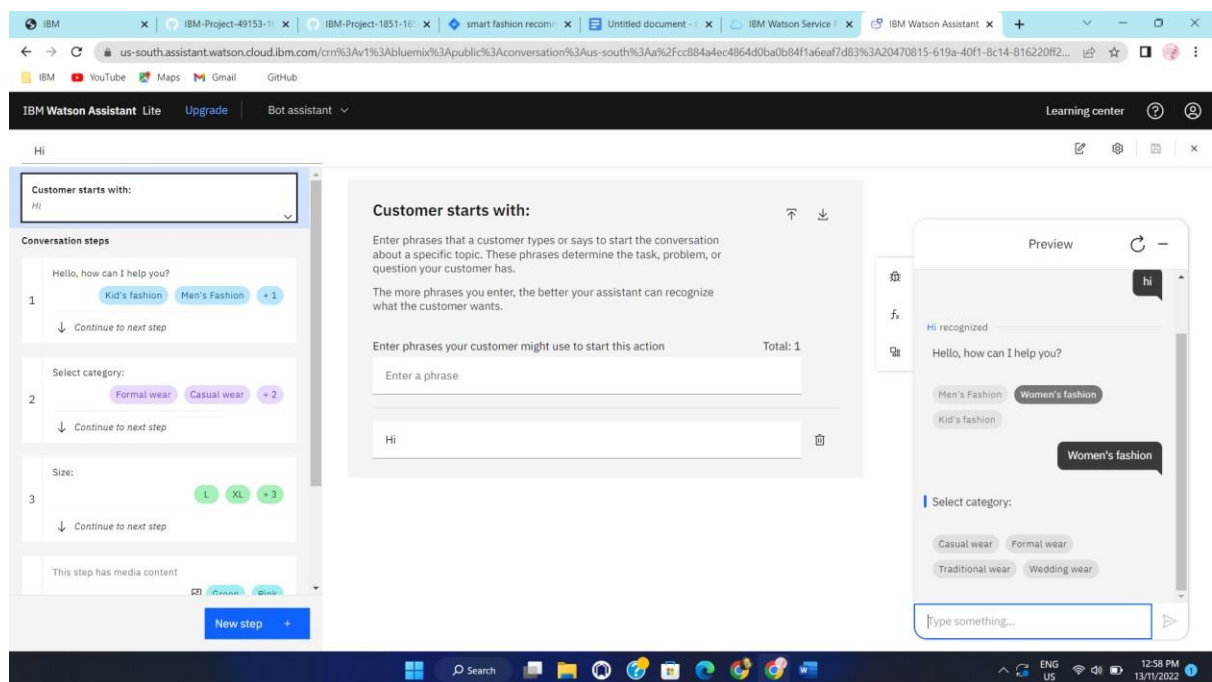 IBM
IBM-Project-49153-1
IBM-Project-1851-16
smart fashion recom
Untitled document -
IBM Watson Service
IBM Watson Assistant
us-south.assistant.watson.cloud.ibm.com/crn%3Av1%3Abluemix%3Apublic%3Aconversation%3Aus-south%3Aa%2Fcc884a4ec4864d0ba0b84f1a6eaf7d83%3A20470815-619a-40f1-8c14-816220ff2...
IBM YouTube Maps Gmail GitHub
IBM Watson Assistant Lite Upgrade Bot assistant Learning center
Hi
Customer starts with:
Hi
Conversation steps
1
Hello, how can I help you?
Kid's fashion Men's Fashion + 1
Continue to next step
2
Select category:
Formal wear Casual wear + 2
Continue to next step
3
Size:
L XL + 3
Continue to next step
This step has media content
Green Pink
New step +
Customer starts with:
Enter phrases that a customer types or says to start the conversation
about a specific topic. These phrases determine the task, problem, or
question your customer has.
The more phrases you enter, the better your assistant can recognize
what the customer wants.
Enter phrases your customer might use to start this action Total: 1
Enter a phrase
Hi
fx
Preview
hi
Hi recognized
Hello, how can I help you?
Men's Fashion Women's fashion
Kid's fashion
Women's fashion
Select category:
Casual wear Formal wear
Traditional wear Wedding wear
Type something...
Search
ENG
US
12:58 PM
13/11/2022
1